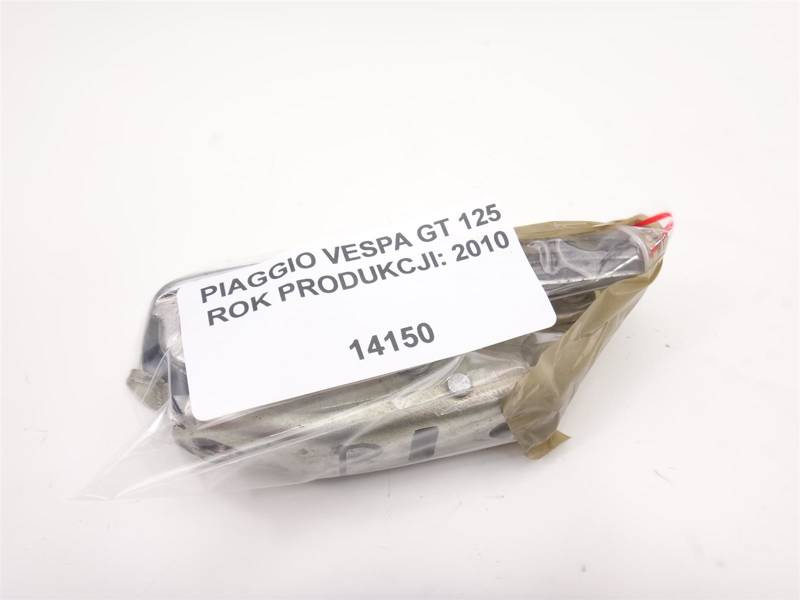 PIAGGIO VESPA GT 125
ROK PRODUKCJI: 2010
14150